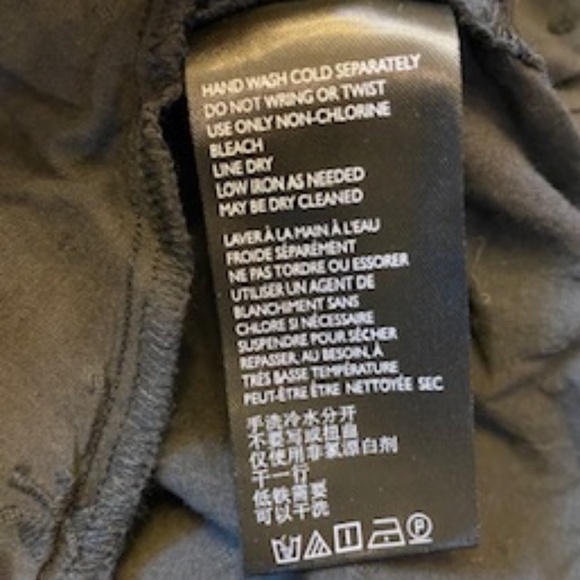 HAND WASH COLD SEPARATELY
DO NOT WRING OR TWIST
USE ONLY NON-CHLORINE
BLEACH
LINE DRY
LOW IRON AS NEEDED
MAY BE DRY CLEANED
LAVER À LA MAIN À L'EAU
FROIDE SÉPARÉMENT
NE PAS TORDRE OU ESSORER
UTILISER UN AGENT DE
BLANCHIMENT SANS
CHLORE SI NÉCESSAIRE
SUSPENDRE POUR SÉCHER
REPASSER, AU BESOIN, À
TRÈS BASSE TEMPÉRATURE
PEUT-ÊTRE ÊTRE NETTOYÉE SEC
手洗冷水分开
不要写或扭曲
仅使用非氯漂白剂
干一行
低铁需要
可以干洗
P